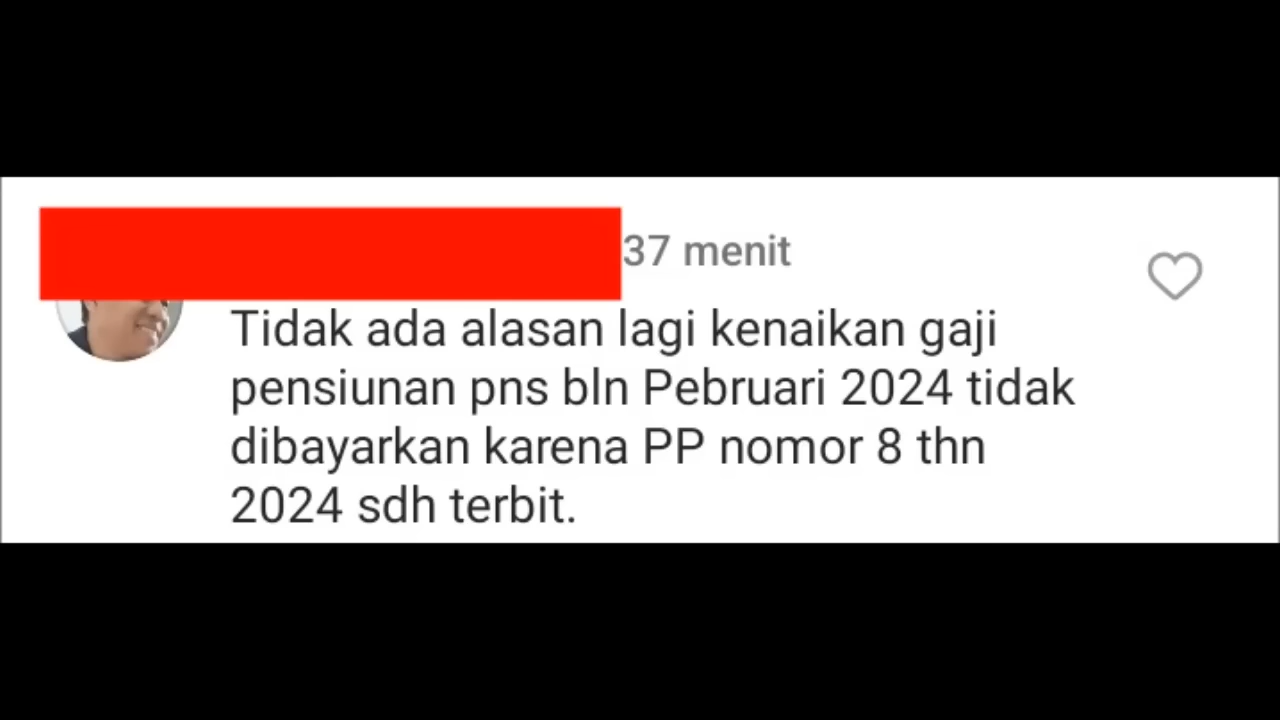 37 menit
Tidak ada alasan lagi kenaikan gaji
pensiunan pns bln Pebruari 2024 tidak
dibayarkan karena PP nomor 8 thn
2024 sdh terbit.